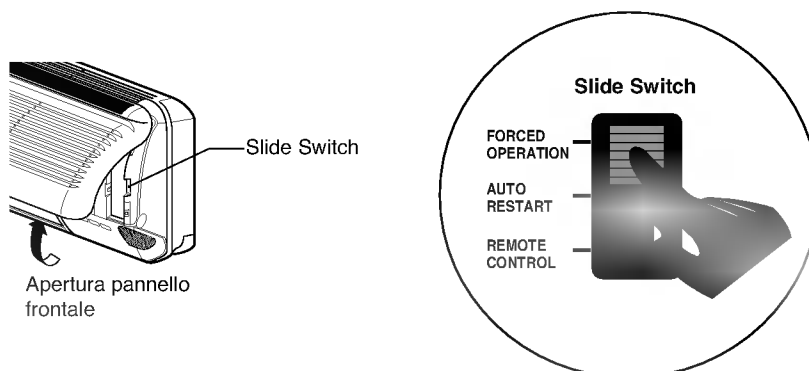 Slide Switch
Apertura pannello
frontale
Slide Switch
FORCED
OPERATION
AUTO
RESTART
REMOTE
CONTROL